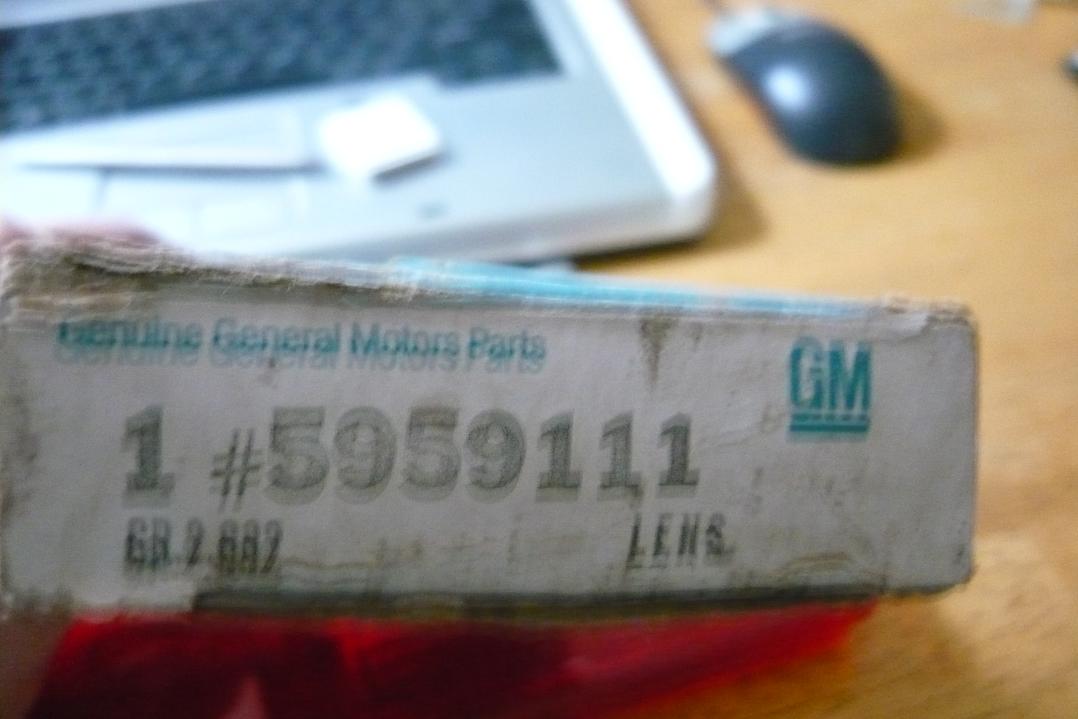 Genuine General Motors Parts
GM
1 #5959111
GR.2.682 LENS.